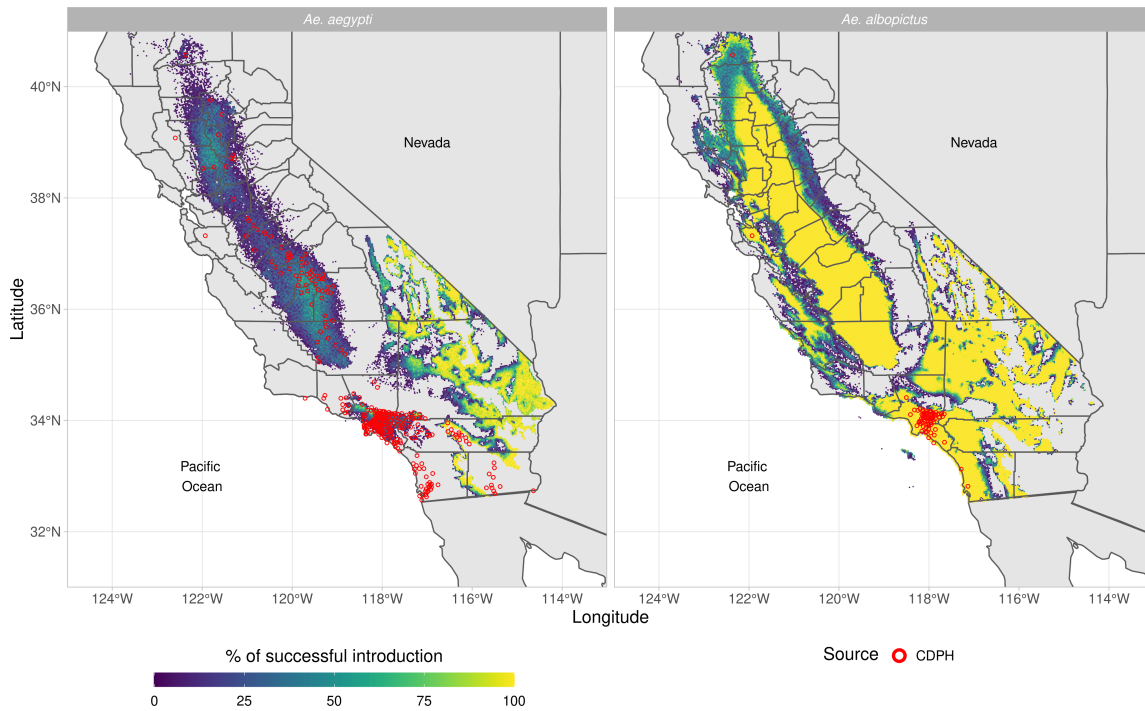 Ae. aegypti
Ae. albopictus
40°N
38°N
36°N
34°N
32°N
Latitude
Nevada
Pacific
Ocean
Nevada
Pacific
Ocean
124°W 122°W 120°W 118°W 116°W 114°W
124°W 122°W 120°W 118°W 116°W 114°W
Longitude
% of successful introduction
0 25 50 75 100
Source CDPH